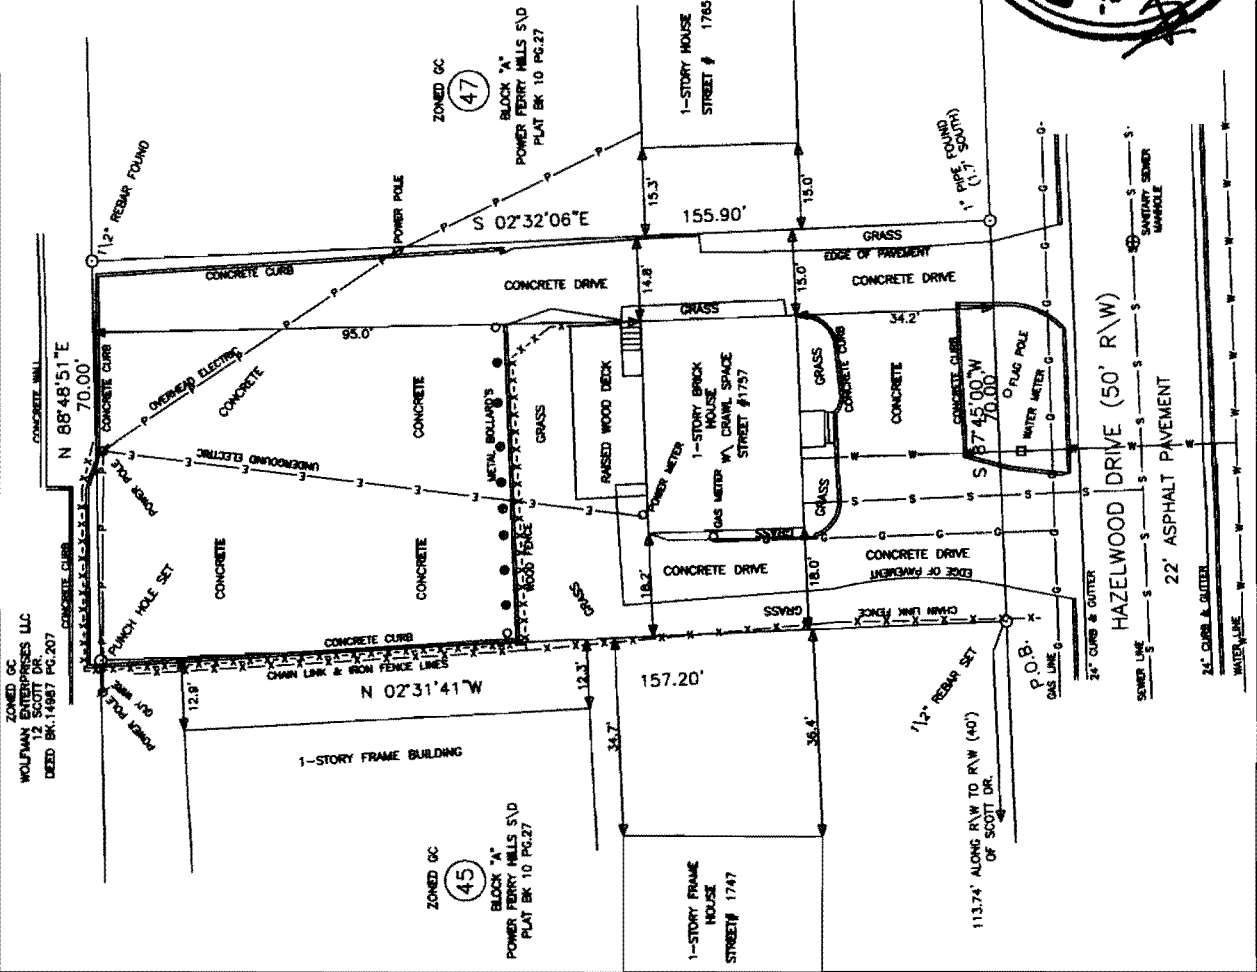 ZONED GC
WOLFMAN ENTERPRISES LLC
12 SCOTT DR.
DEED BK.14987 PG.207
CONCRETE CURB
CONCRETE WALL
N 88°48'51"E
70.00'
CONCRETE CURB
1\2" REBAR FOUND
ZONED GC
47
BLOCK "A"
POWER FERRY HILLS S\D
PLAT BK 10 PG.27
1-STORY HOUSE
STREET # 1765
POWER POLE
S 02°32'06"E
155.90'
15.3'
15.0'
1" PIPE FOUND
(1.7' SOUTH)
CONCRETE CURB
CONCRETE DRIVE
14.8'
15.0'
GRASS
GRASS
EDGE OF PAVEMENT
CONCRETE DRIVE
SANITARY SEWER
MANHOLE
95.0'
OVERHEAD ELECTRIC
CONCRETE
CONCRETE
UNDERGOUND ELECTRIC
POWER POLE
METAL BOLLARD'S
GRASS
RAISED WOOD DECK
POWER METER
1-STORY BRICK
HOUSE
W\ CRAWL SPACE
STREET #1757
GAS METER
GRASS
CONCRETE CURB
34.2'
CONCRETE
CONCRETE CURB
S 87°45'00"W
70.00'
FLAG POLE
WATER METER
GRASS
GRASS
PUNCH HOLE SET
CONCRETE
CONCRETE
WOOD FENCE
GRASS
18.2'
CONCRETE DRIVE
18.0'
CONCRETE DRIVE
EDGE OF PAVEMENT
GRASS
CHAIN LINK FENCE
HAZELWOOD DRIVE (50' R\W)
22' ASPHALT PAVEMENT
CONCRETE CURB
CHAIN LINK & IRON FENCE LINES
POWER POLE
GUY WIRE
12.9'
N 02°31'41"W
12.3'
157.20'
34.7'
36.4'
1\2" REBAR SET
P.O.B.
GAS LINE
24" CURB & GUTTER
SEWER LINE
24" CURB & GUTTER
WATER LINE
1-STORY FRAME BUILDING
ZONED GC
45
BLOCK "A"
POWER FERRY HILLS S\D
PLAT BK 10 PG.27
1-STORY FRAME
HOUSE
STREET# 1747
113.74' ALONG R\W TO R\W (40')
OF SCOTT DR.